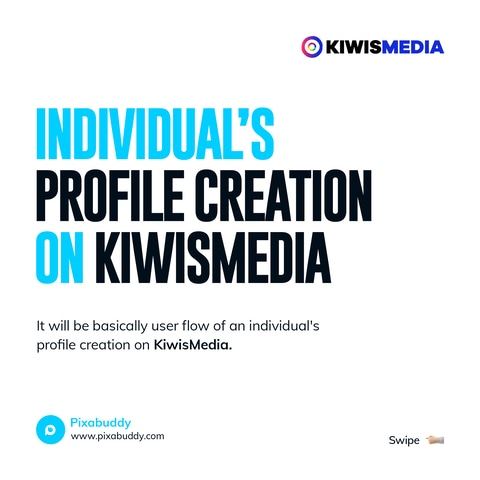 KIWISMEDIA
INDIVIDUAL'S
PROFILE CREATION
ON KIWISMEDIA
It will be basically user flow of an individual's
profile creation on KiwisMedia.
Pixabuddy
www.pixabuddy.com
Swipe